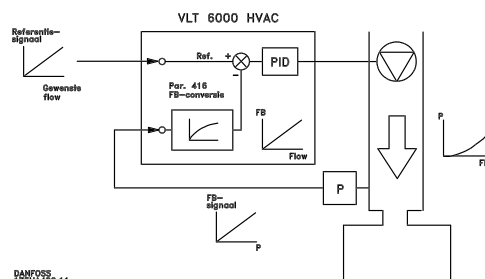 VLT 6000 HVAC
Referentie-
signaal
Gewenste
flow
Ref.
+
−
PID
Par. 416
FB-conversie
FB
Flow
P
P
FB-
signaal
P
DANFOSS